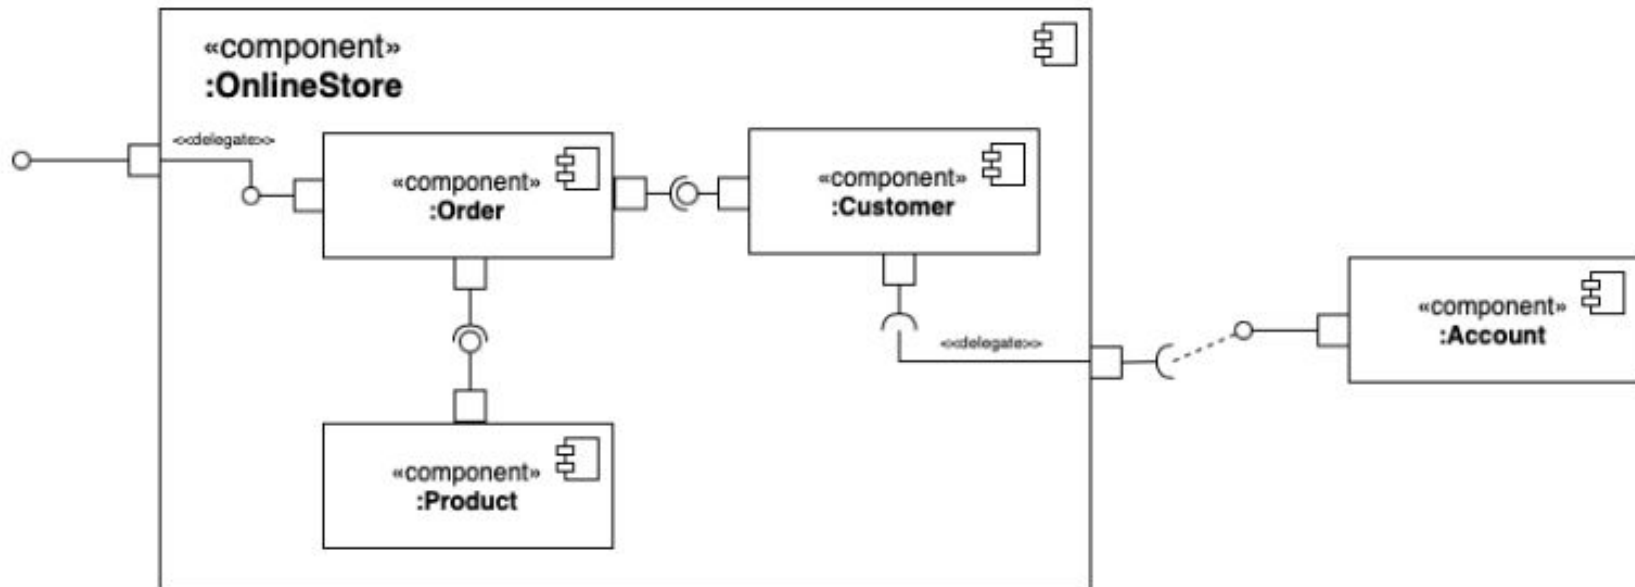 «component»
:OnlineStore
<<delegate>>
«component»
:Order
«component»
:Customer
«component»
:Account
<<delegate>>
«component»
:Product